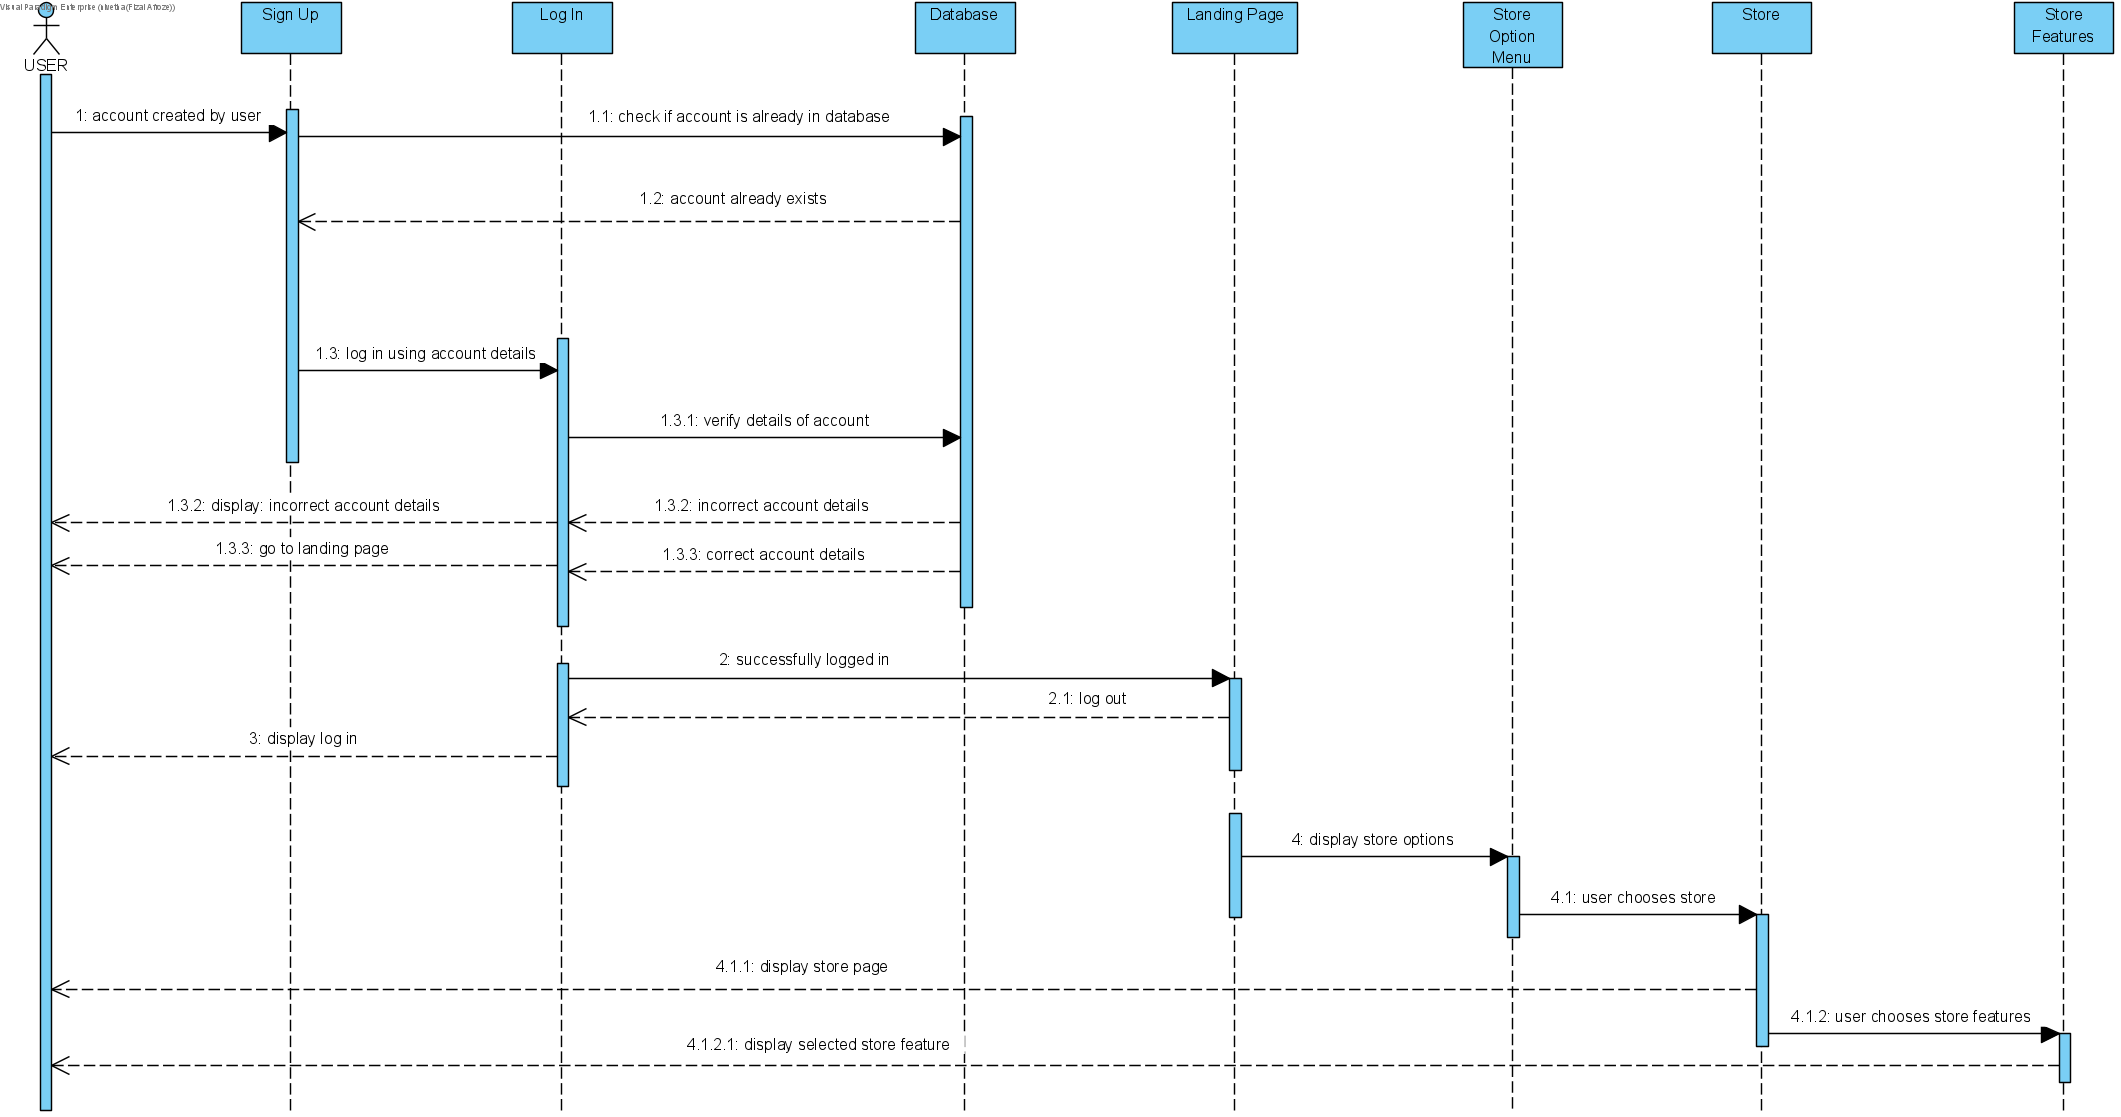 Visual Paradigm Enterprise
Sign Up
Log In
Database
Landing Page
Store
Option
Menu
Store
Store
Features
USER
1: account created by user
1.1: check if account is already in database
1.2: account already exists
1.3: log in using account details
1.3.1: verify details of account
1.3.2: display: incorrect account details
1.3.2: incorrect account details
1.3.3: go to landing page
1.3.3: correct account details
2: successfully logged in
2.1: log out
3: display log in
4: display store options
4.1: user chooses store
4.1.1: display store page
4.1.2: user chooses store features
4.1.2.1: display selected store feature